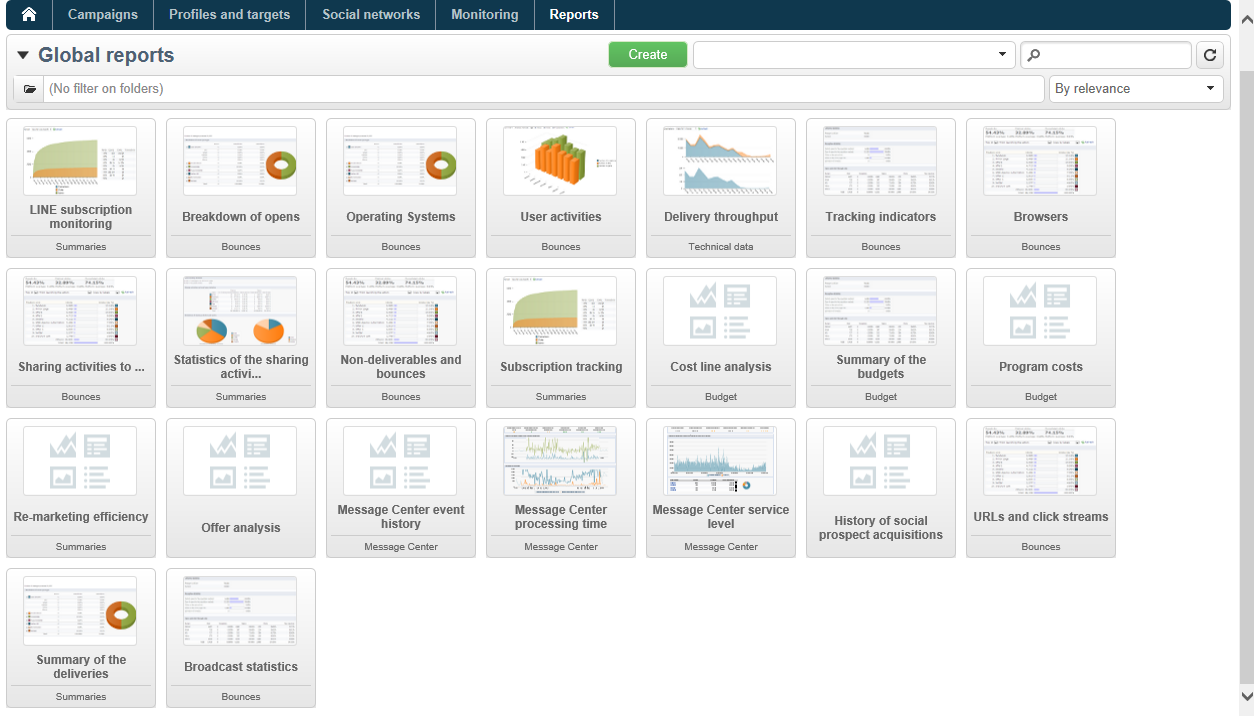 Campaigns
Profiles and targets
Social networks
Monitoring
Reports
Global reports
Create
(No filter on folders)
By relevance
LINE subscription
monitoring
Summaries
Breakdown of opens
Bounces
Operating Systems
Bounces
User activities
Bounces
Delivery throughput
Technical data
Tracking indicators
Bounces
Browsers
Bounces
Sharing activities to ...
Bounces
Statistics of the sharing
activi...
Summaries
Non-deliverables and
bounces
Bounces
Subscription tracking
Summaries
Cost line analysis
Budget
Summary of the
budgets
Budget
Program costs
Budget
Re-marketing efficiency
Summaries
Offer analysis
Message Center event
history
Message Center
Message Center
processing time
Message Center
Message Center service
level
Message Center
History of social
prospect acquisitions
URLs and click streams
Bounces
Summary of the
deliveries
Summaries
Broadcast statistics
Bounces